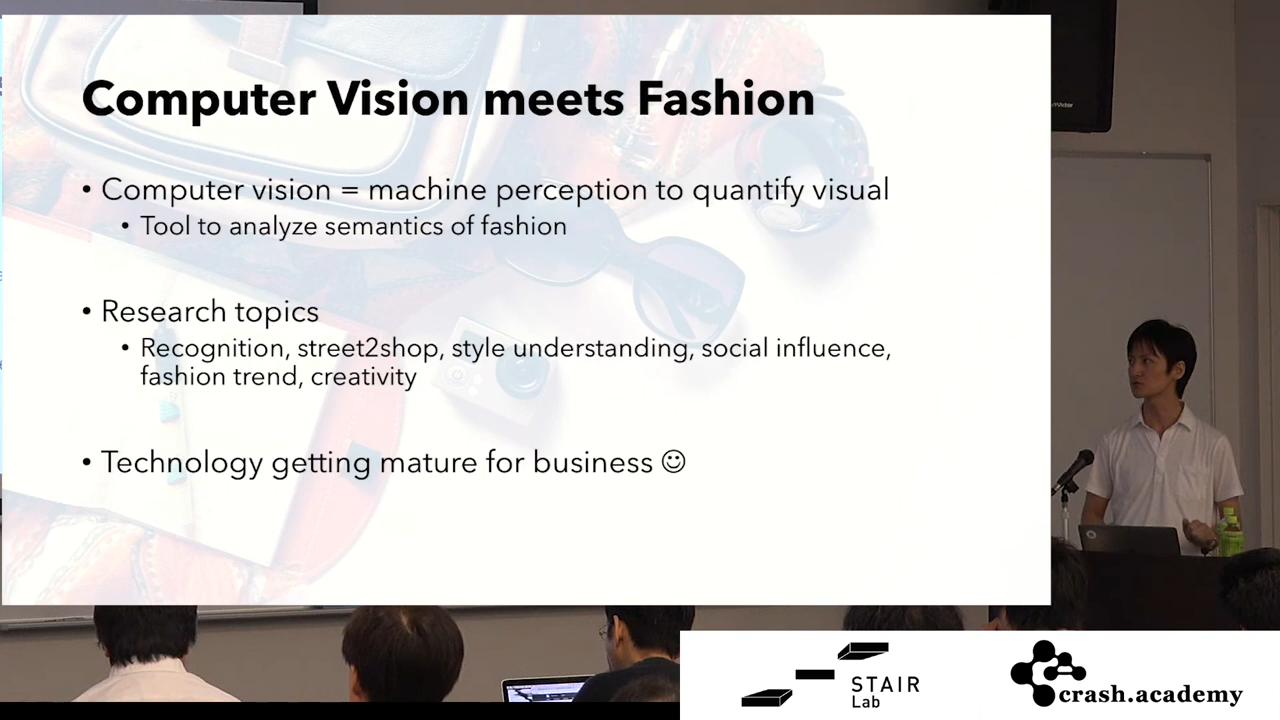 Computer Vision meets Fashion
• Computer vision = machine perception to quantify visual
• Tool to analyze semantics of fashion
• Research topics
• Recognition, street2shop, style understanding, social influence,
fashion trend, creativity
• Technology getting mature for business ☺
STAIR
Lab
crash.academy